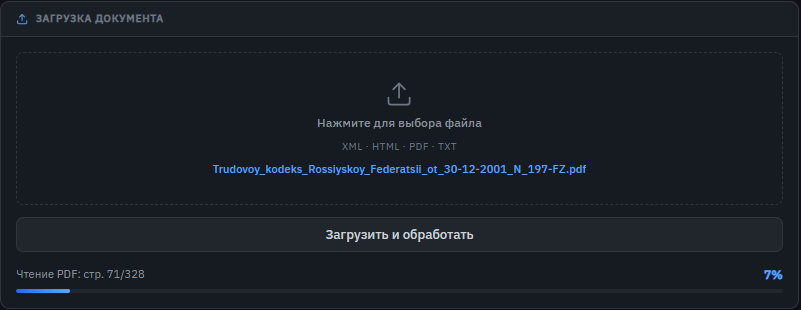 ЗАГРУЗКА ДОКУМЕНТА
Нажмите для выбора файла
XML · HTML · PDF · TXT
Trudovoy_kodeks_Rossiyskoy_Federatsii_ot_30-12-2001_N_197-FZ.pdf
Загрузить и обработать
Чтение PDF: стр. 71/328 7%